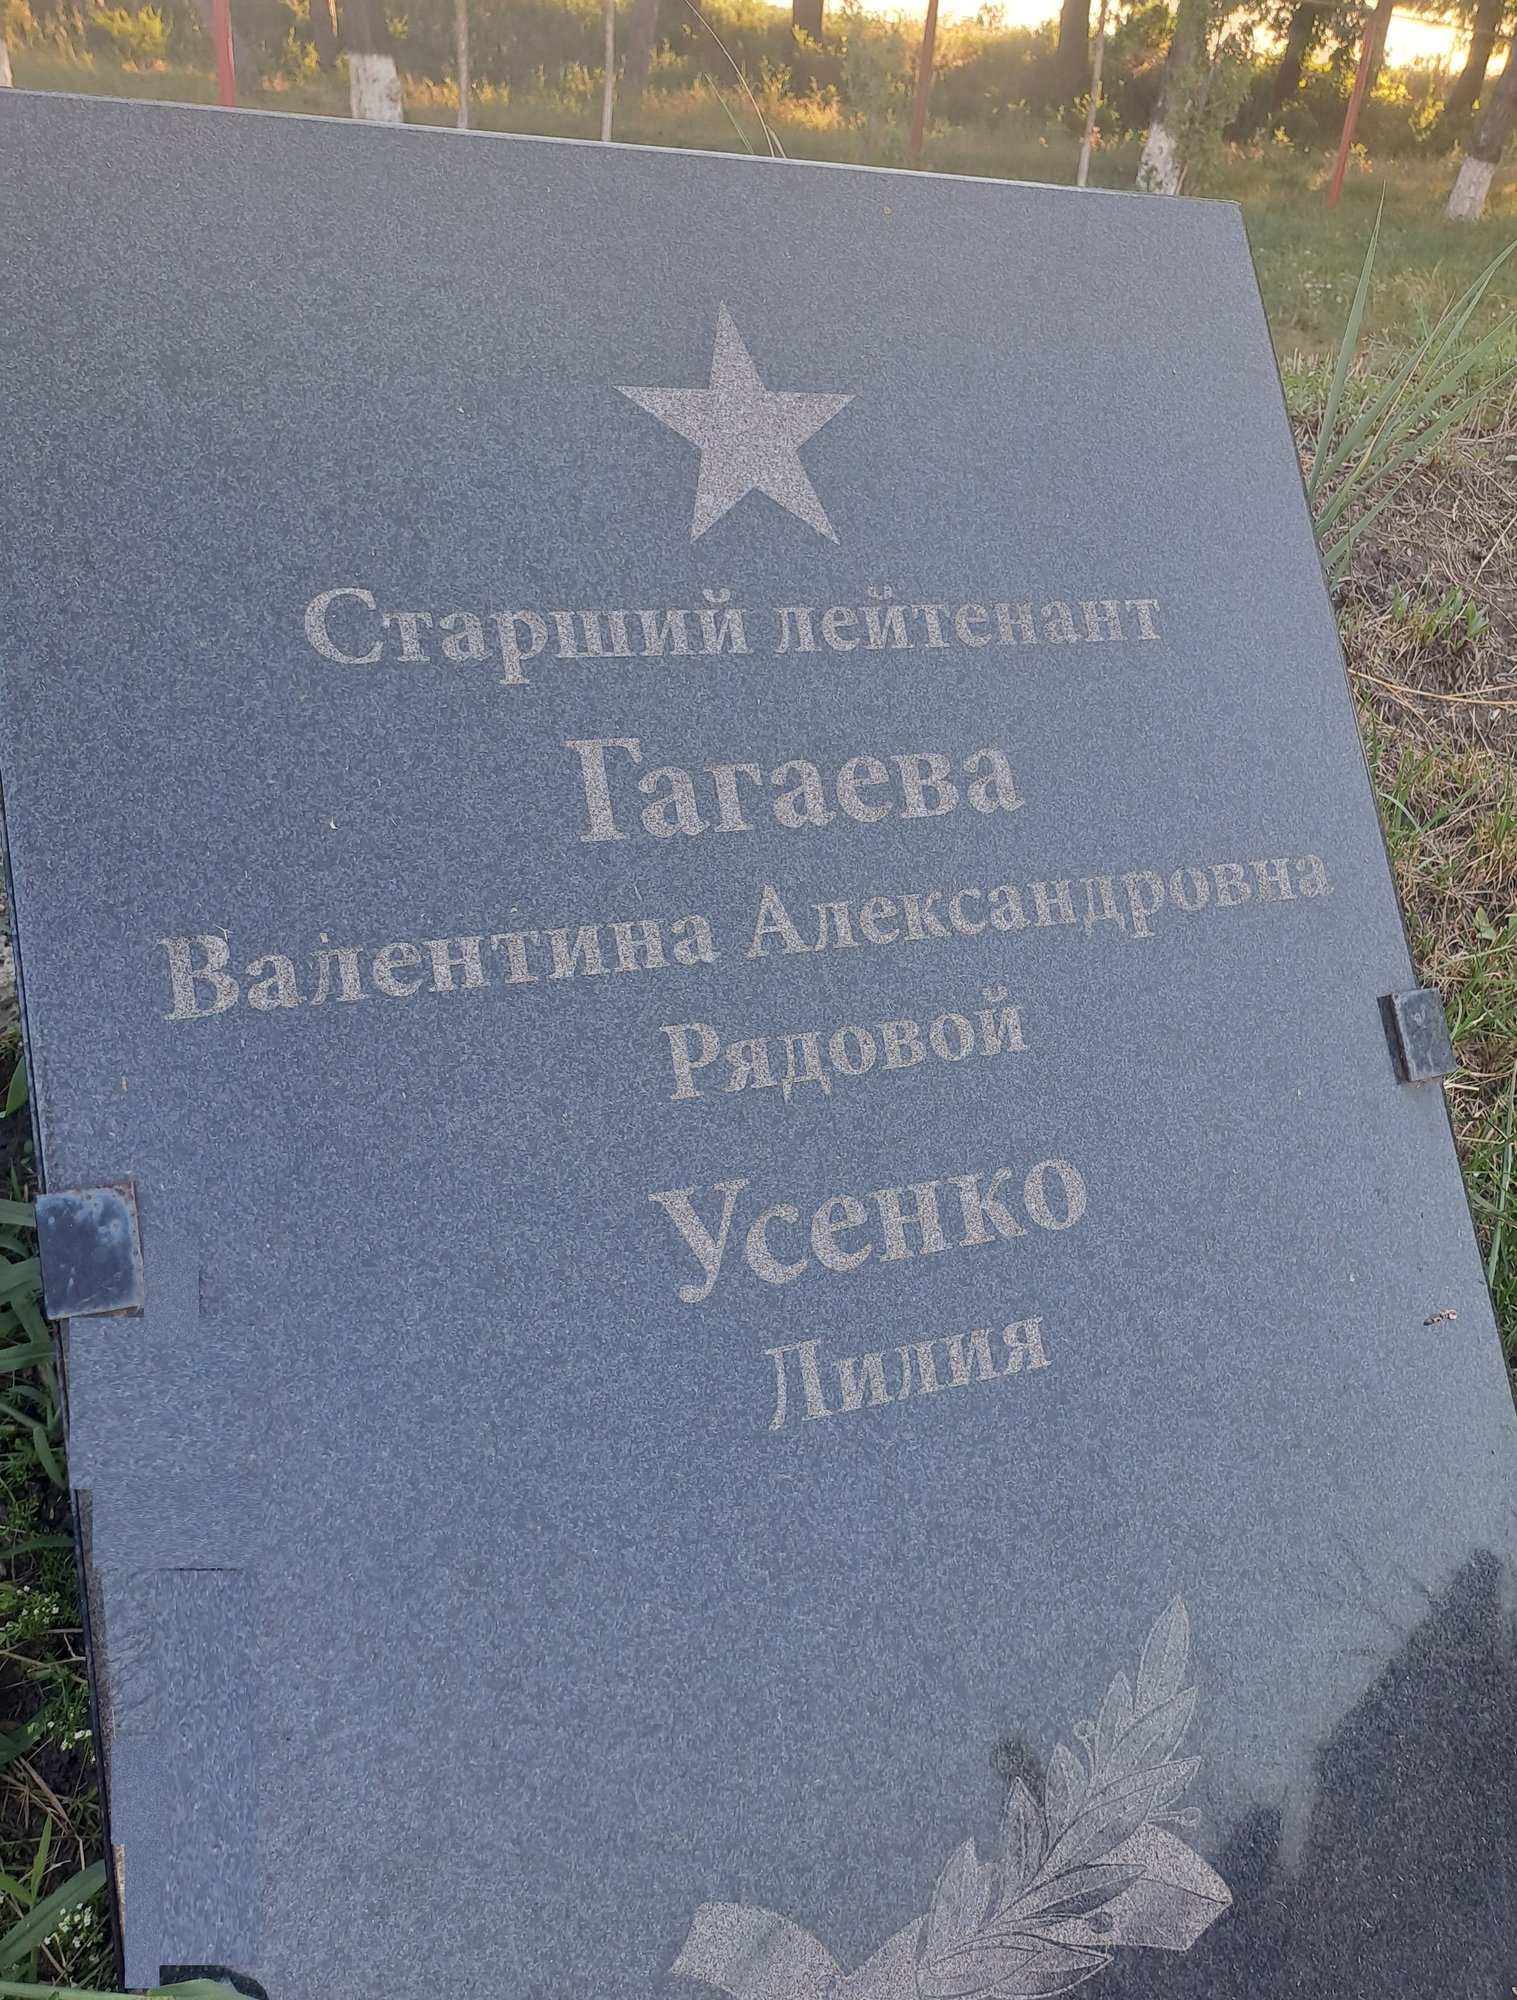 Старший лейтенант
Гагаева
Валентина Александровна
Рядовой
Усенко
Лилия